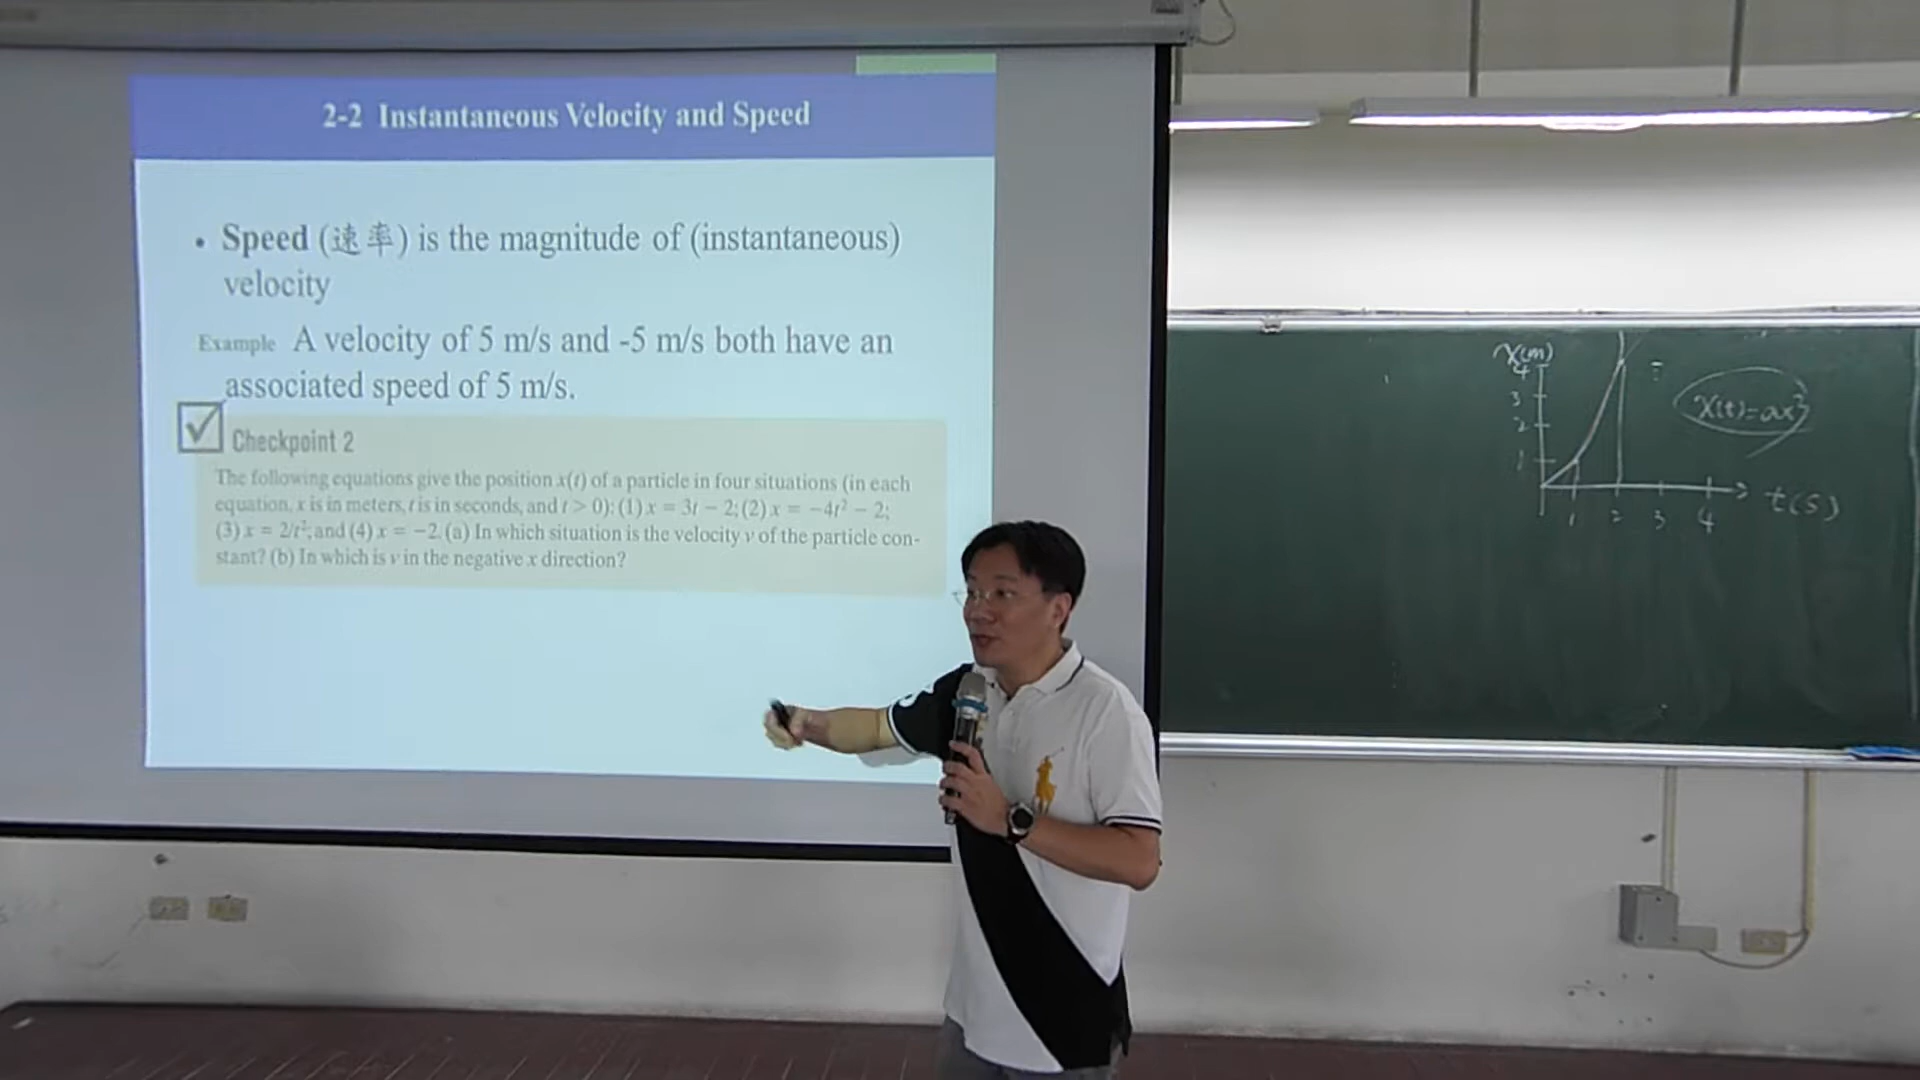 2-2 Instantaneous Velocity and Speed
• Speed (速率) is the magnitude of (instantaneous)
velocity
Example A velocity of 5 m/s and -5 m/s both have an
associated speed of 5 m/s.
Checkpoint 2
The following equations give the position x(t) of a particle in four situations (in each
equation, x is in meters, t is in seconds, and t > 0): (1) x = 3t − 2; (2) x = −4t² − 2;
(3) x = 2/t²; and (4) x = −2. (a) In which situation is the velocity v of the particle con-
stant? (b) In which is v in the negative x direction?
x(m)
4
3
2
1
1 2 3 4
t(s)